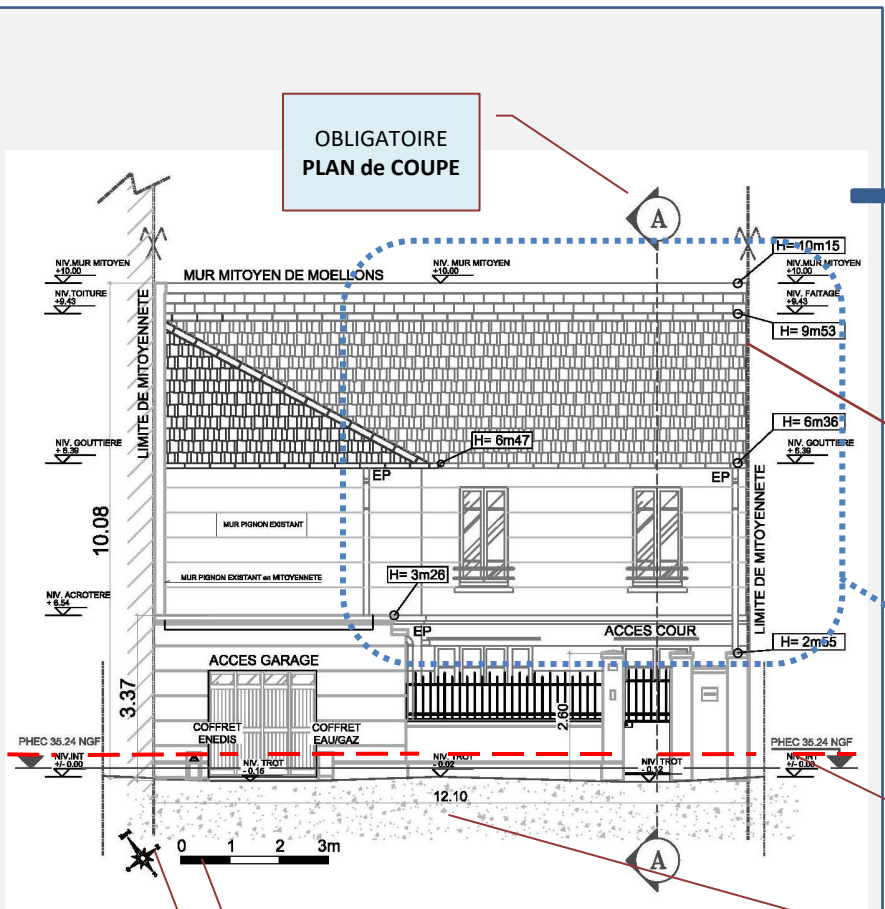 OBLIGATOIRE
PLAN de COUPE
A
H= 10m15
NIV.MUR MITOYEN
+10.00
MUR MITOYEN DE MOELLONS
NIV. MUR MITOYEN
+10.00
NIV.MUR MITOYEN
+10.00
NIV.TOITURE
+9.43
NIV. FAITAGE
+9.43
H= 9m53
LIMITE DE MITOYENNETE
H= 6m36
NIV. GOUTTIERE
+ 6.39
H= 6m47
NIV. GOUTTIERE
+ 6.39
EP
EP
10.08
MUR PIGNON EXISTANT
MUR PIGNON EXISTANT en MITOYENNETE
H= 3m26
LIMITE DE MITOYENNETE
NIV. ACROTERE
+ 6.54
EP
ACCES COUR
H= 2m55
ACCES GARAGE
3.37
2.60
COFFRET
ENEDIS
COFFRET
EAU/GAZ
PHEC 35.24 NGF
PHEC 35.24 NGF
NIV.INT
+/- 0.00
NIV. TROT
- 0.16
NIV. TROT
- 0.02
NIV. TROT
- 0.12
NIV.INT
+/- 0.00
12.10
0 1 2 3m
A